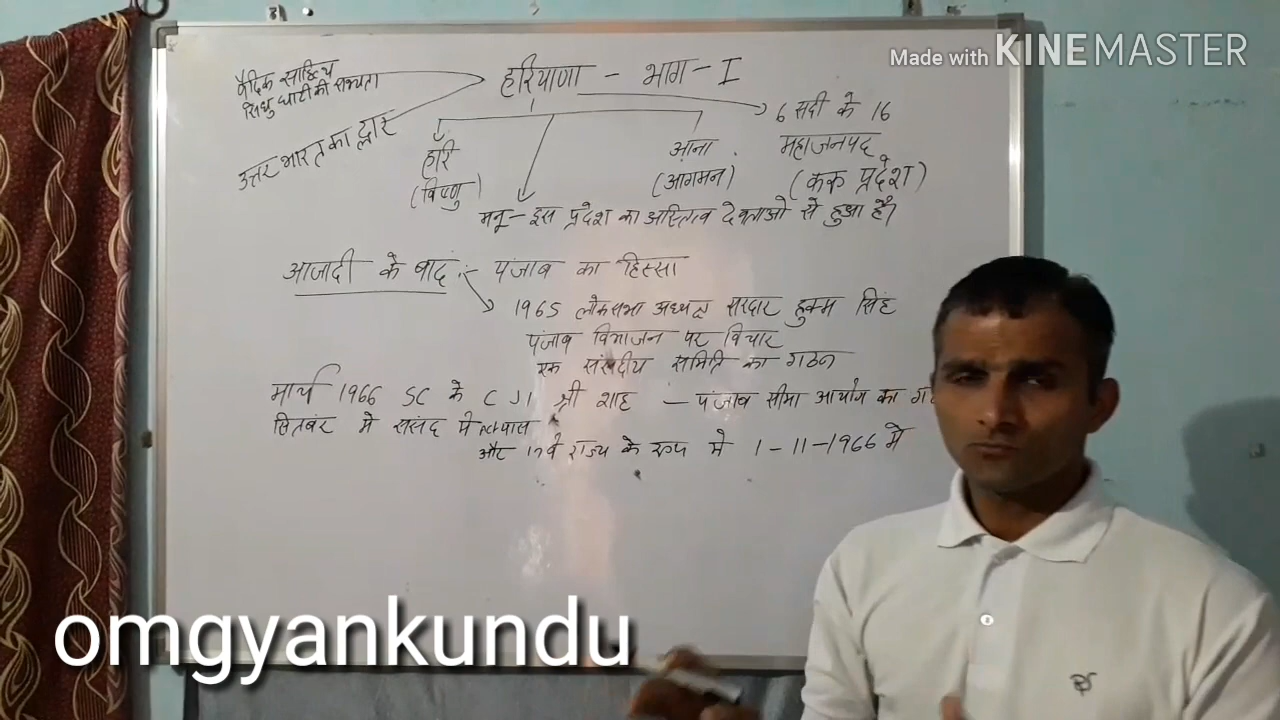 Made with KINEMASTER
वैदिक साहित्य
सिंधु घाटी की सभ्यता
हरियाणा - भाग - I
उत्तर भारत का द्वार
6 सदी के 16
महाजनपद
(कुरु प्रदेश)
हरि
(विष्णु)
आना
(आगमन)
मनू - इस प्रदेश का अस्तित्व देवताओ से हुआ है।
आजादी के बाद : पंजाब का हिस्सा
1965 लोकसभा अध्यक्ष सरदार हुक्म सिंह
पंजाब विभाजन पर विचार
एक संसदीय समिति का गठन
मार्च 1966 SC के CJI श्री शाह - पंजाब सीमा आयोग का
सितंबर मे संसद मे Act पास
और 17वे राज्य के रूप मे 1-11-1966 मे
omgyankundu